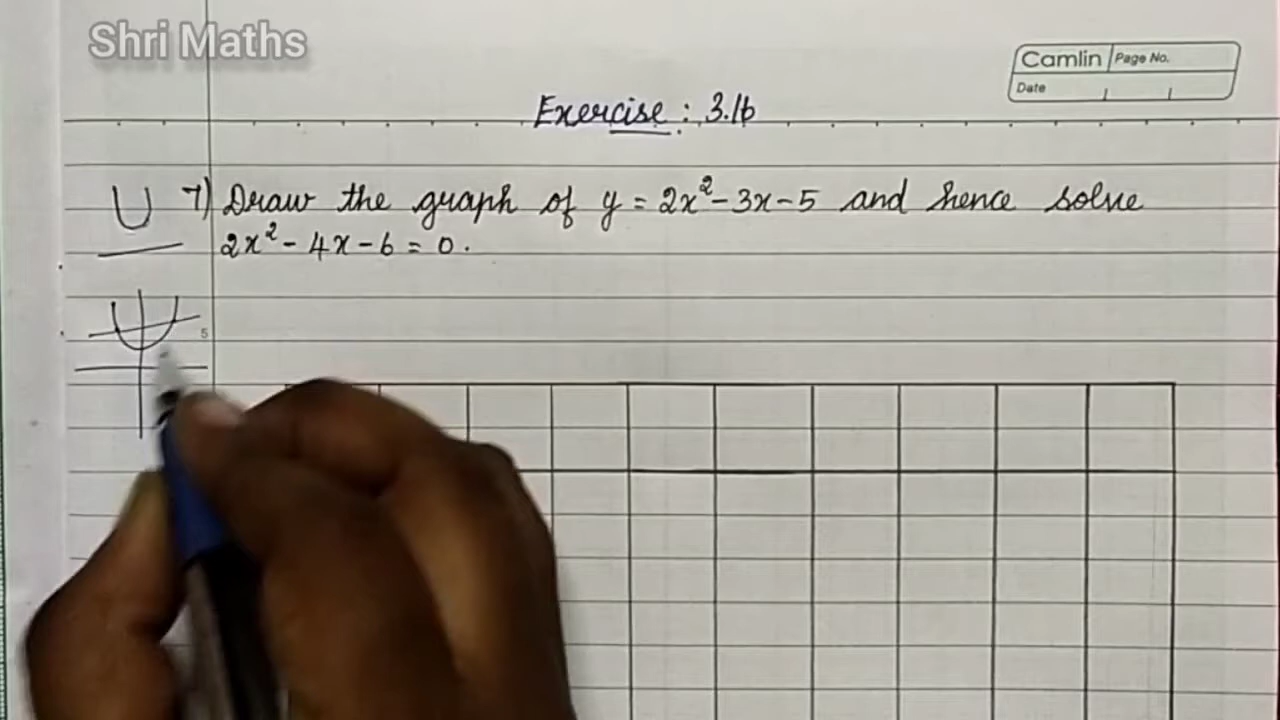 Shri Maths
Camlin Page No.
Date
Exercise : 3.16
7) Draw the graph of y = 2x² - 3x - 5 and hence solve
2x² - 4x - 6 = 0.
5